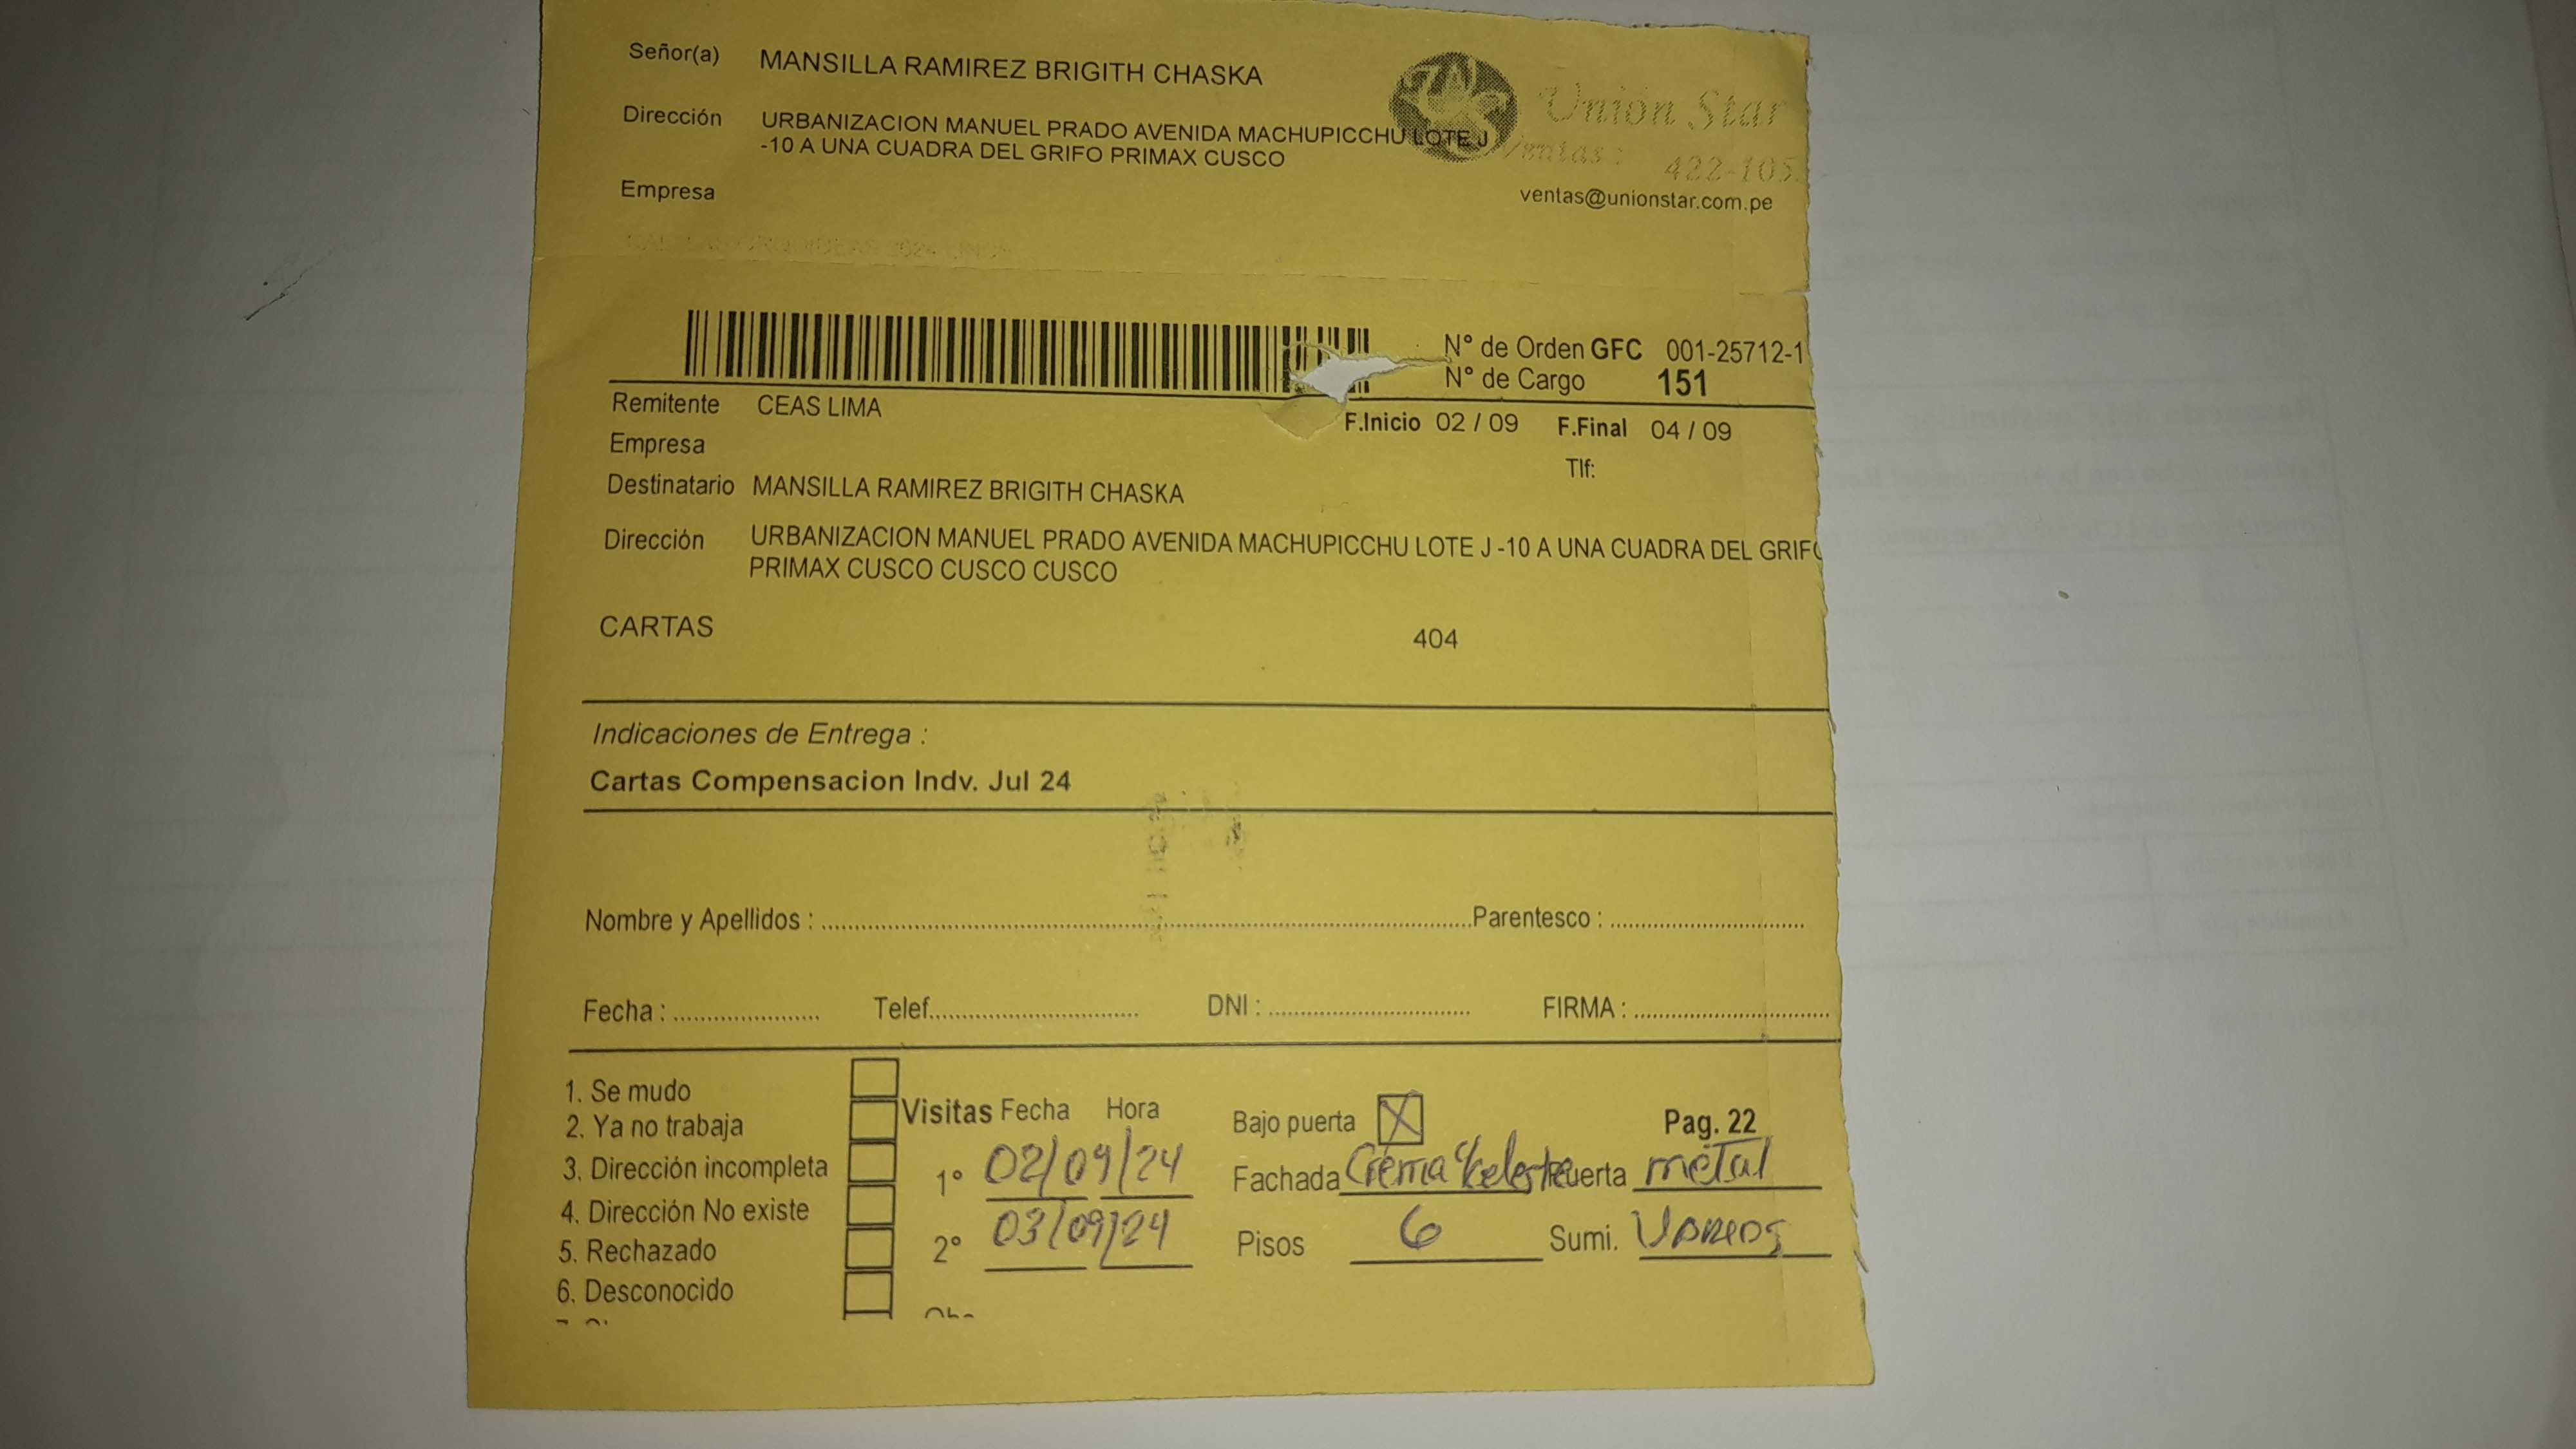 Señor(a) MANSILLA RAMIREZ BRIGITH CHASKA
Unión Star
Dirección URBANIZACION MANUEL PRADO AVENIDA MACHUPICCHU LOTE J
-10 A UNA CUADRA DEL GRIFO PRIMAX CUSCO
Ventas : 422-105
Empresa
ventas@unionstar.com.pe
N° de Orden GFC 001-25712-1
N° de Cargo 151
Remitente CEAS LIMA
F.Inicio 02 / 09 F.Final 04 / 09
Empresa
Tlf:
Destinatario MANSILLA RAMIREZ BRIGITH CHASKA
Dirección URBANIZACION MANUEL PRADO AVENIDA MACHUPICCHU LOTE J -10 A UNA CUADRA DEL GRIFO
PRIMAX CUSCO CUSCO CUSCO
CARTAS 404
Indicaciones de Entrega :
Cartas Compensacion Indv. Jul 24
Nombre y Apellidos : Parentesco :
Fecha : Telef. DNI : FIRMA :
1. Se mudo
2. Ya no trabaja
3. Dirección incompleta
4. Dirección No existe
5. Rechazado
6. Desconocido
Visitas Fecha Hora
1° 02/09/24
2° 03/09/24
Bajo puerta X Pag. 22
Fachada Crema Celeste Puerta metal
Pisos 6 Sumi. Varios